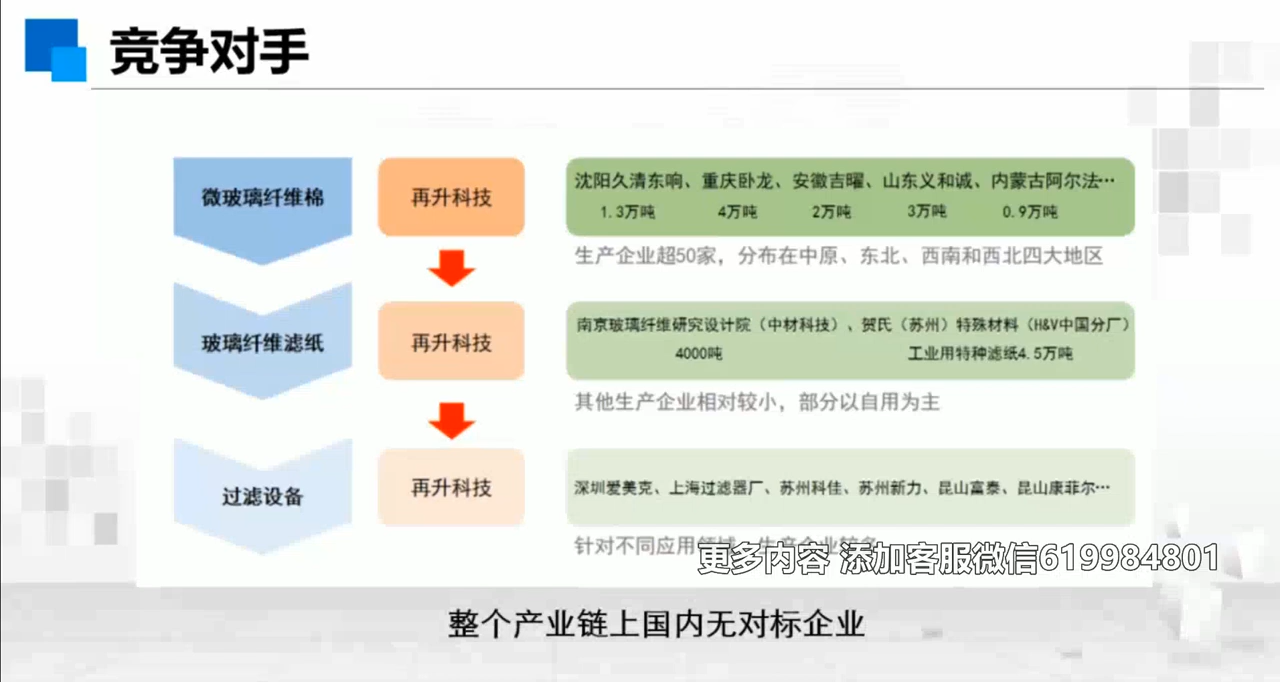 竞争对手
微玻璃纤维棉
再升科技
沈阳久清东响、重庆卧龙、安徽吉曜、山东义和诚、内蒙古阿尔法…
1.3万吨 4万吨 2万吨 3万吨 0.9万吨
生产企业超50家，分布在中原、东北、西南和西北四大地区
玻璃纤维滤纸
再升科技
南京玻璃纤维研究设计院（中材科技）、贺氏（苏州）特殊材料（H&V中国分厂）
4000吨 工业用特种滤纸4.5万吨
其他生产企业相对较小，部分以自用为主
过滤设备
再升科技
深圳爱美克、上海过滤器厂、苏州科佳、苏州新力、昆山富泰、昆山康菲尔…
针对不同应用领域，生产企业较多
更多内容 添加客服微信619984801
整个产业链上国内无对标企业